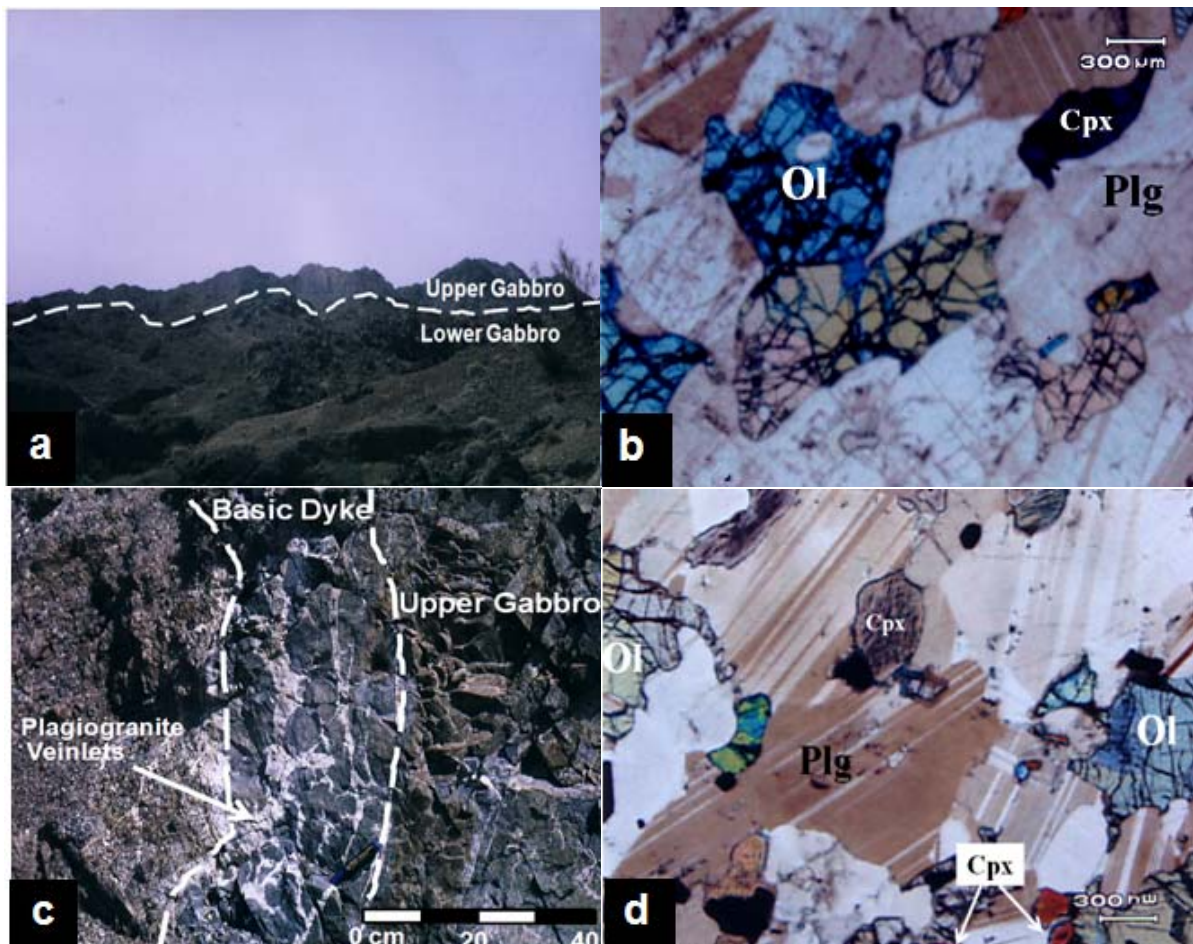 Upper Gabbro
Lower Gabbro
a
300 µm
Cpx
Ol
Plg
b
Basic Dyke
Upper Gabbro
Plagiogranite
Veinlets
0 cm
20
40
c
Cpx
Ol
Ol
Plg
Cpx
300
d